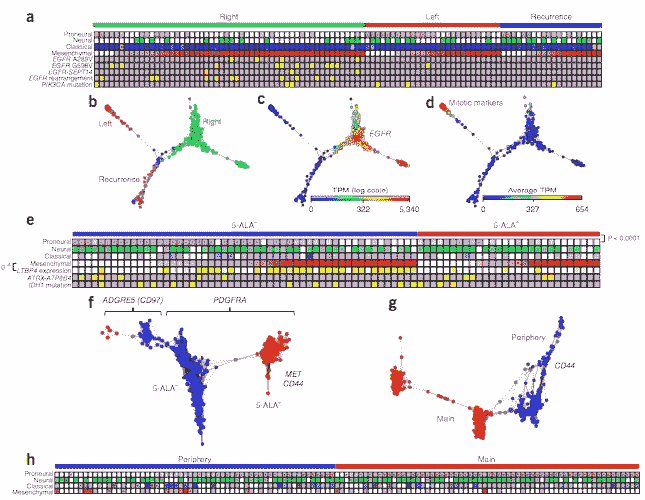 a
Right
Left
Recurrence
Proneural
Neural
Classical
Mesenchymal
EGFR A289V
EGFR G598V
EGFR-SEPT14
EGFR rearrangement
PIK3CA mutation
b
Left
Right
Recurrence
c
EGFR
TPM (log scale)
0 322 5,340
d
Mitotic markers
Average TPM
0 227 654
e
5-ALA−
5-ALA+
P < 0.0001
Proneural
Neural
Classical
Mesenchymal
LTBP4 expression
IDH1 mutation
f
ADGRE5 (CD97)
PDGFRA
5-ALA−
MET
CD44
5-ALA+
g
Periphery
CD44
Main
h
Periphery
Main
Proneural
Neural
Classical
Mesenchymal